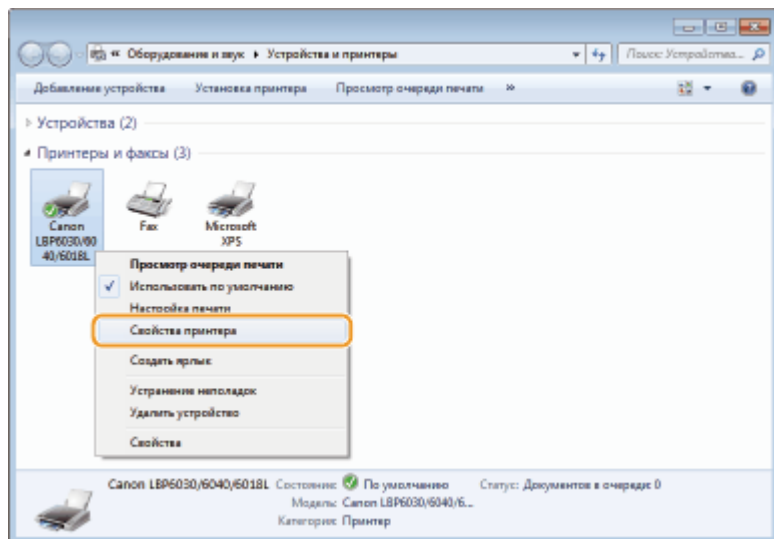 « Оборудование и звук ▸ Устройства и принтеры
Поиск: Устройства...
Добавление устройства Установка принтера Просмотр очереди печати »
Устройства (2)
Принтеры и факсы (3)
Canon LBP6030/60 40/6018L
Fax
Microsoft XPS
Просмотр очереди печати
Использовать по умолчанию
Настройка печати
Свойства принтера
Создать ярлык
Устранение неполадок
Удалить устройство
Свойства
Canon LBP6030/6040/6018L Состояние: По умолчанию Статус: Документов в очереди: 0
Модель: Canon LBP6030/6040/6...
Категория: Принтер